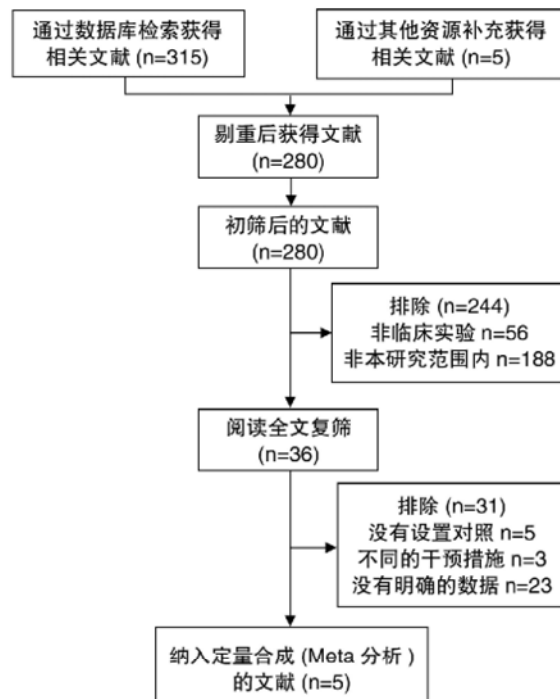 通过数据库检索获得
相关文献 (n=315)
通过其他资源补充获得
相关文献 (n=5)
剔重后获得文献
(n=280)
初筛后的文献
(n=280)
排除 (n=244)
非临床实验 n=56
非本研究范围内 n=188
阅读全文复筛
(n=36)
排除 (n=31)
没有设置对照 n=5
不同的干预措施 n=3
没有明确的数据 n=23
纳入定量合成 (Meta 分析 )
的文献 (n=5)